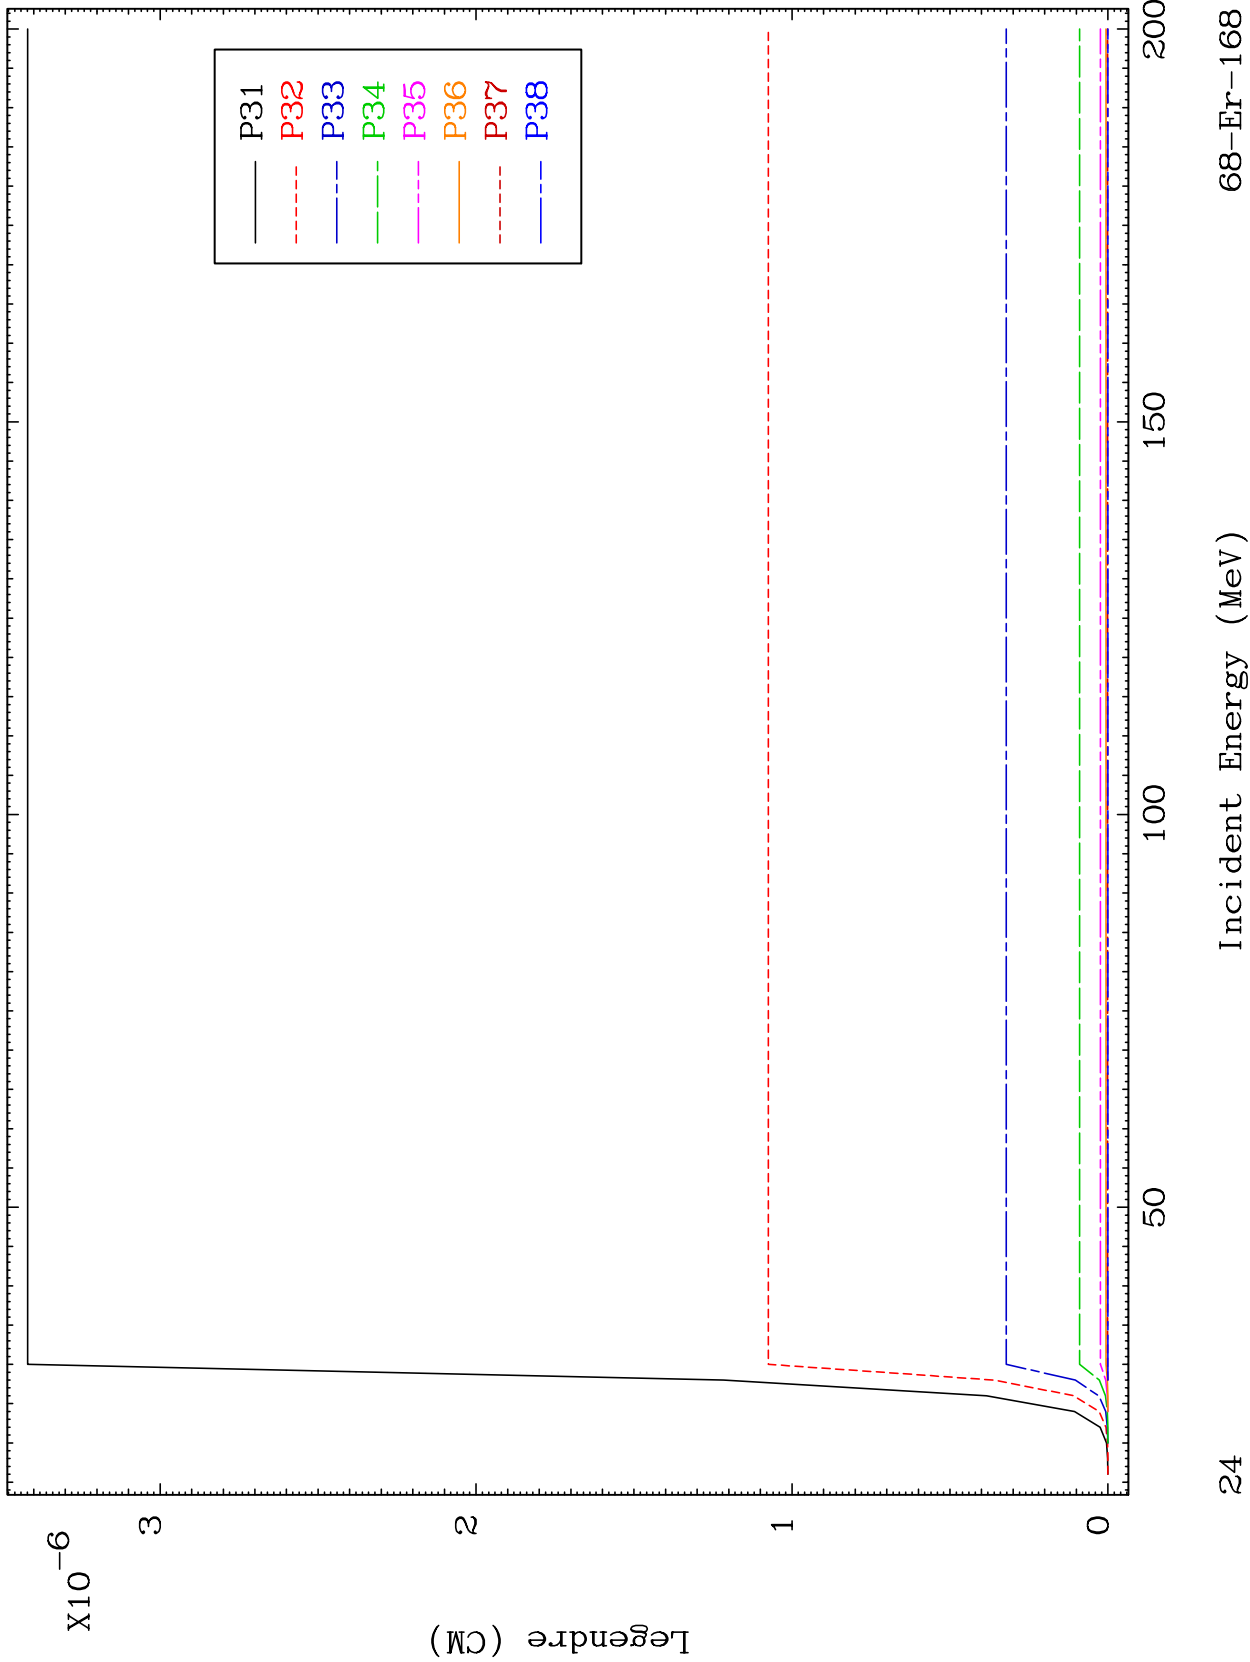 X10^-6
3
2
1
0
Legendre (CM)
P31
P32
P33
P34
P35
P36
P37
P38
50
100
150
200
24
Incident Energy (MeV)
68-Er-168